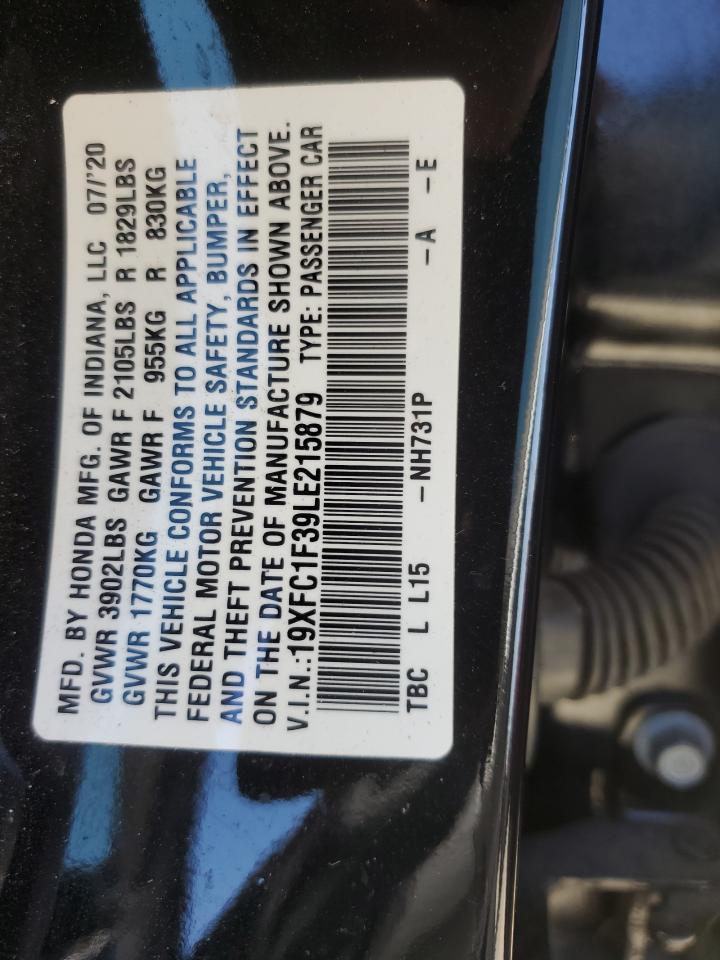 MFD. BY HONDA MFG. OF INDIANA, LLC 07/'20
GVWR 3902LBS GAWR F 2105LBS R 1829LBS
GVWR 1770KG GAWR F 955KG R 830KG
THIS VEHICLE CONFORMS TO ALL APPLICABLE
FEDERAL MOTOR VEHICLE SAFETY, BUMPER,
AND THEFT PREVENTION STANDARDS IN EFFECT
ON THE DATE OF MANUFACTURE SHOWN ABOVE.
V.I.N.:19XFC1F39LE215879 TYPE: PASSENGER CAR
TBC L L15 -NH731P -A -E